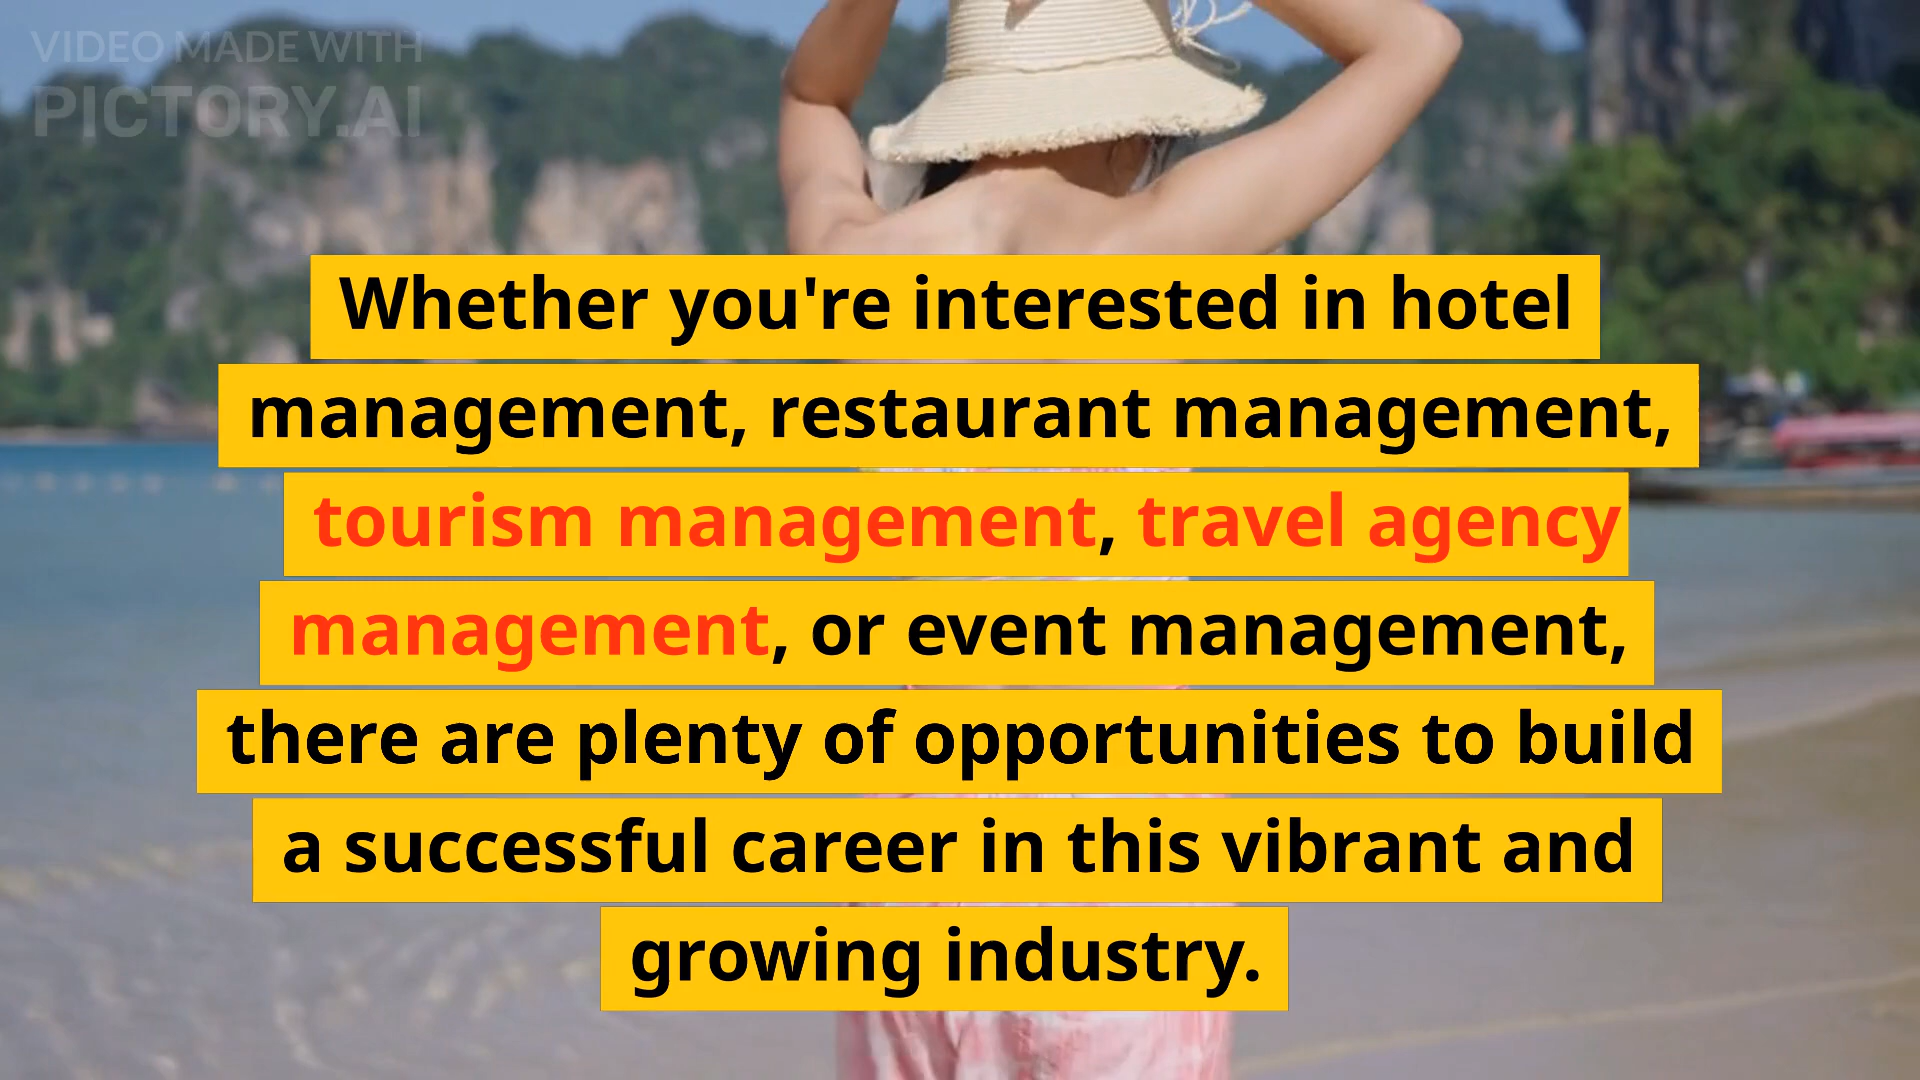 VIDEO MADE WITH
PICTORY.AI
Whether you're interested in hotel
management, restaurant management,
tourism management, travel agency
management, or event management,
there are plenty of opportunities to build
a successful career in this vibrant and
growing industry.